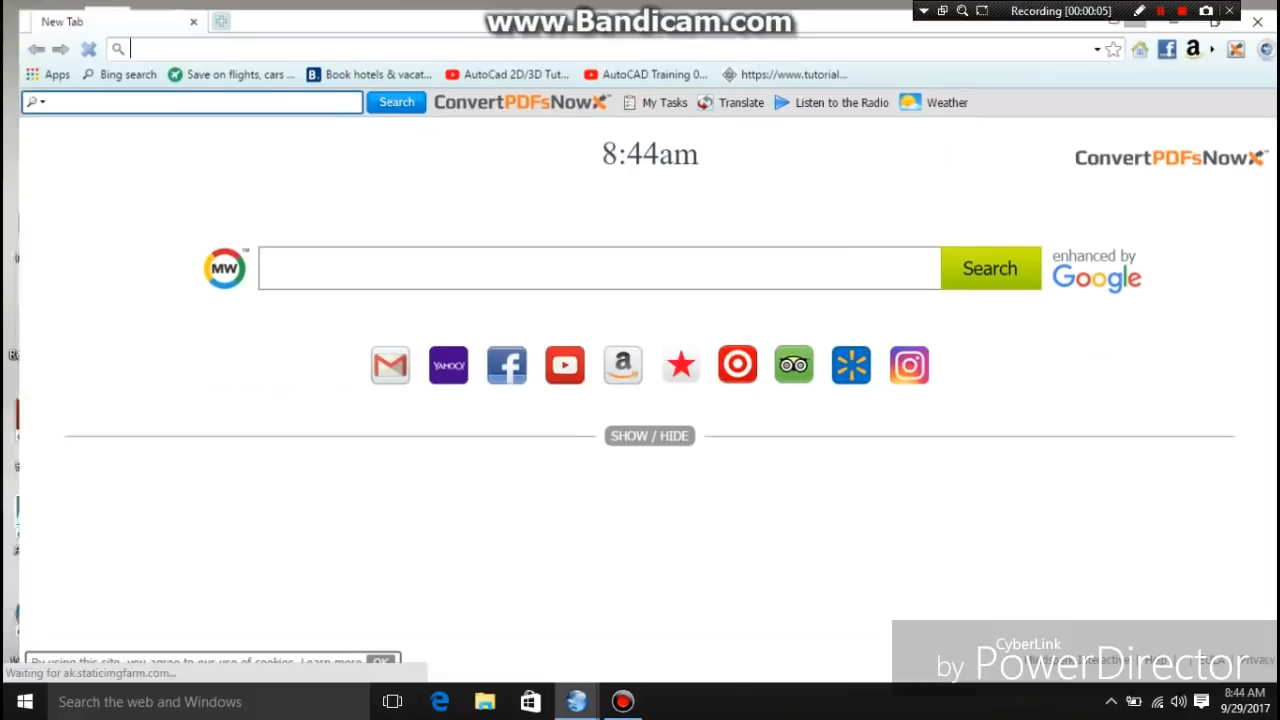 www.Bandicam.com
Recording [00:00:05]
New Tab
Apps
Bing search
Save on flights, cars ...
Book hotels & vacat...
AutoCad 2D/3D Tut...
AutoCAD Training 0...
https://www.tutorial...
Search
ConvertPDFsNow
My Tasks
Translate
Listen to the Radio
Weather
8:44am
ConvertPDFsNow
MW
Search
enhanced by
Google
YAHOO!
SHOW / HIDE
By using this site, you agree to our use of cookies. Learn more. OK
Waiting for ak.staticimgfarm.com...
CyberLink
by PowerDirector
Search the web and Windows
8:44 AM
9/29/2017